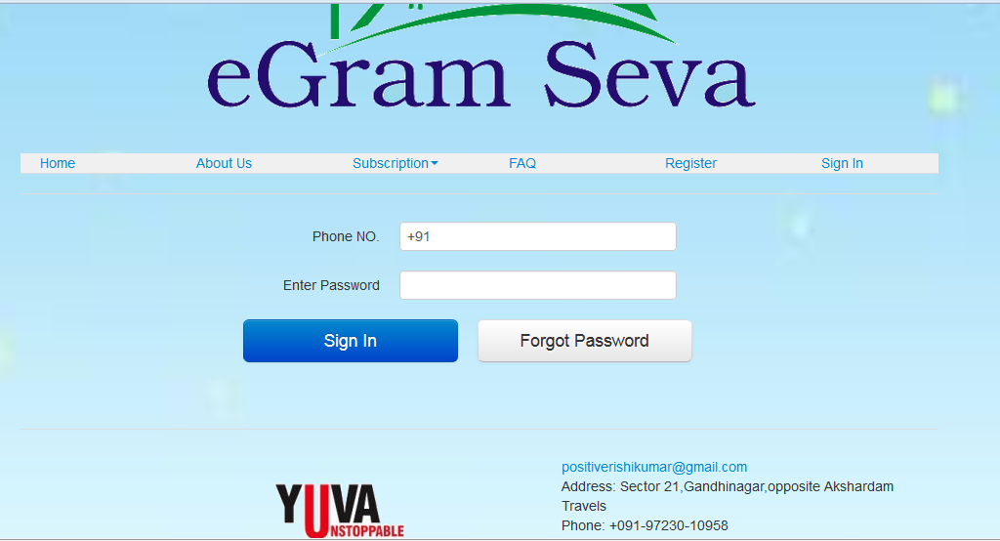 eGram Seva
Home About Us Subscription FAQ Register Sign In
Phone NO. +91
Enter Password
Sign In Forgot Password
positiverishikumar@gmail.com
Address: Sector 21,Gandhinagar,opposite Akshardam
Travels
Phone: +091-97230-10958
YUVA
UNSTOPPABLE